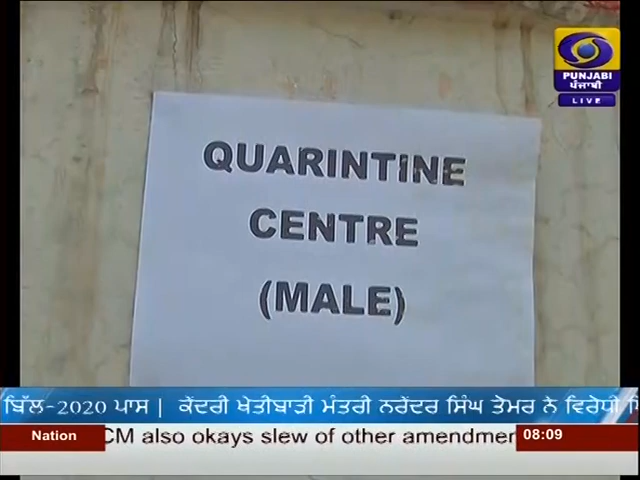 PUNJABI
ਪੰਜਾਬੀ
LIVE
QUARINTINE
CENTRE
(MALE)
ਬਿੱਲ-2020 ਪਾਸ | ਕੇਂਦਰੀ ਖੇਤੀਬਾੜੀ ਮੰਤਰੀ ਨਰੇਂਦਰ ਸਿੰਘ ਤੋਮਰ ਨੇ ਵਿਰੋਧੀ
Nation CM also okays slew of other amendmen 08:09